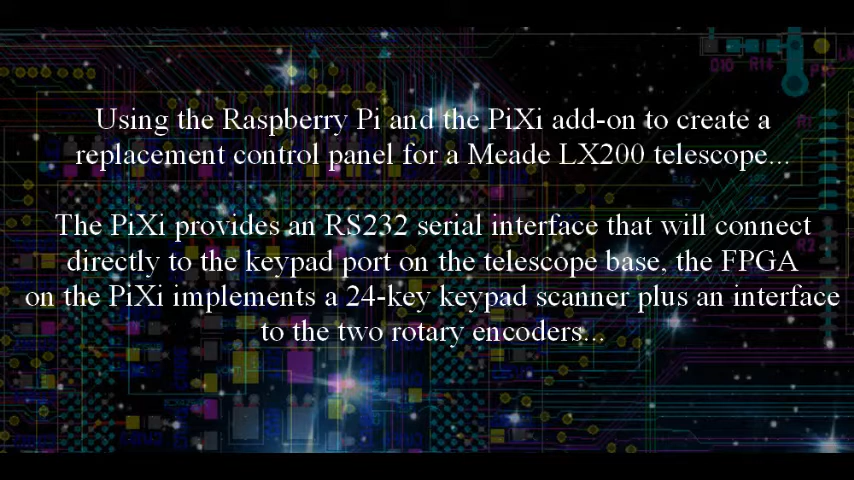 Using the Raspberry Pi and the PiXi add-on to create a
replacement control panel for a Meade LX200 telescope...
The PiXi provides an RS232 serial interface that will connect
directly to the keypad port on the telescope base, the FPGA
on the PiXi implements a 24-key keypad scanner plus an interface
to the two rotary encoders...